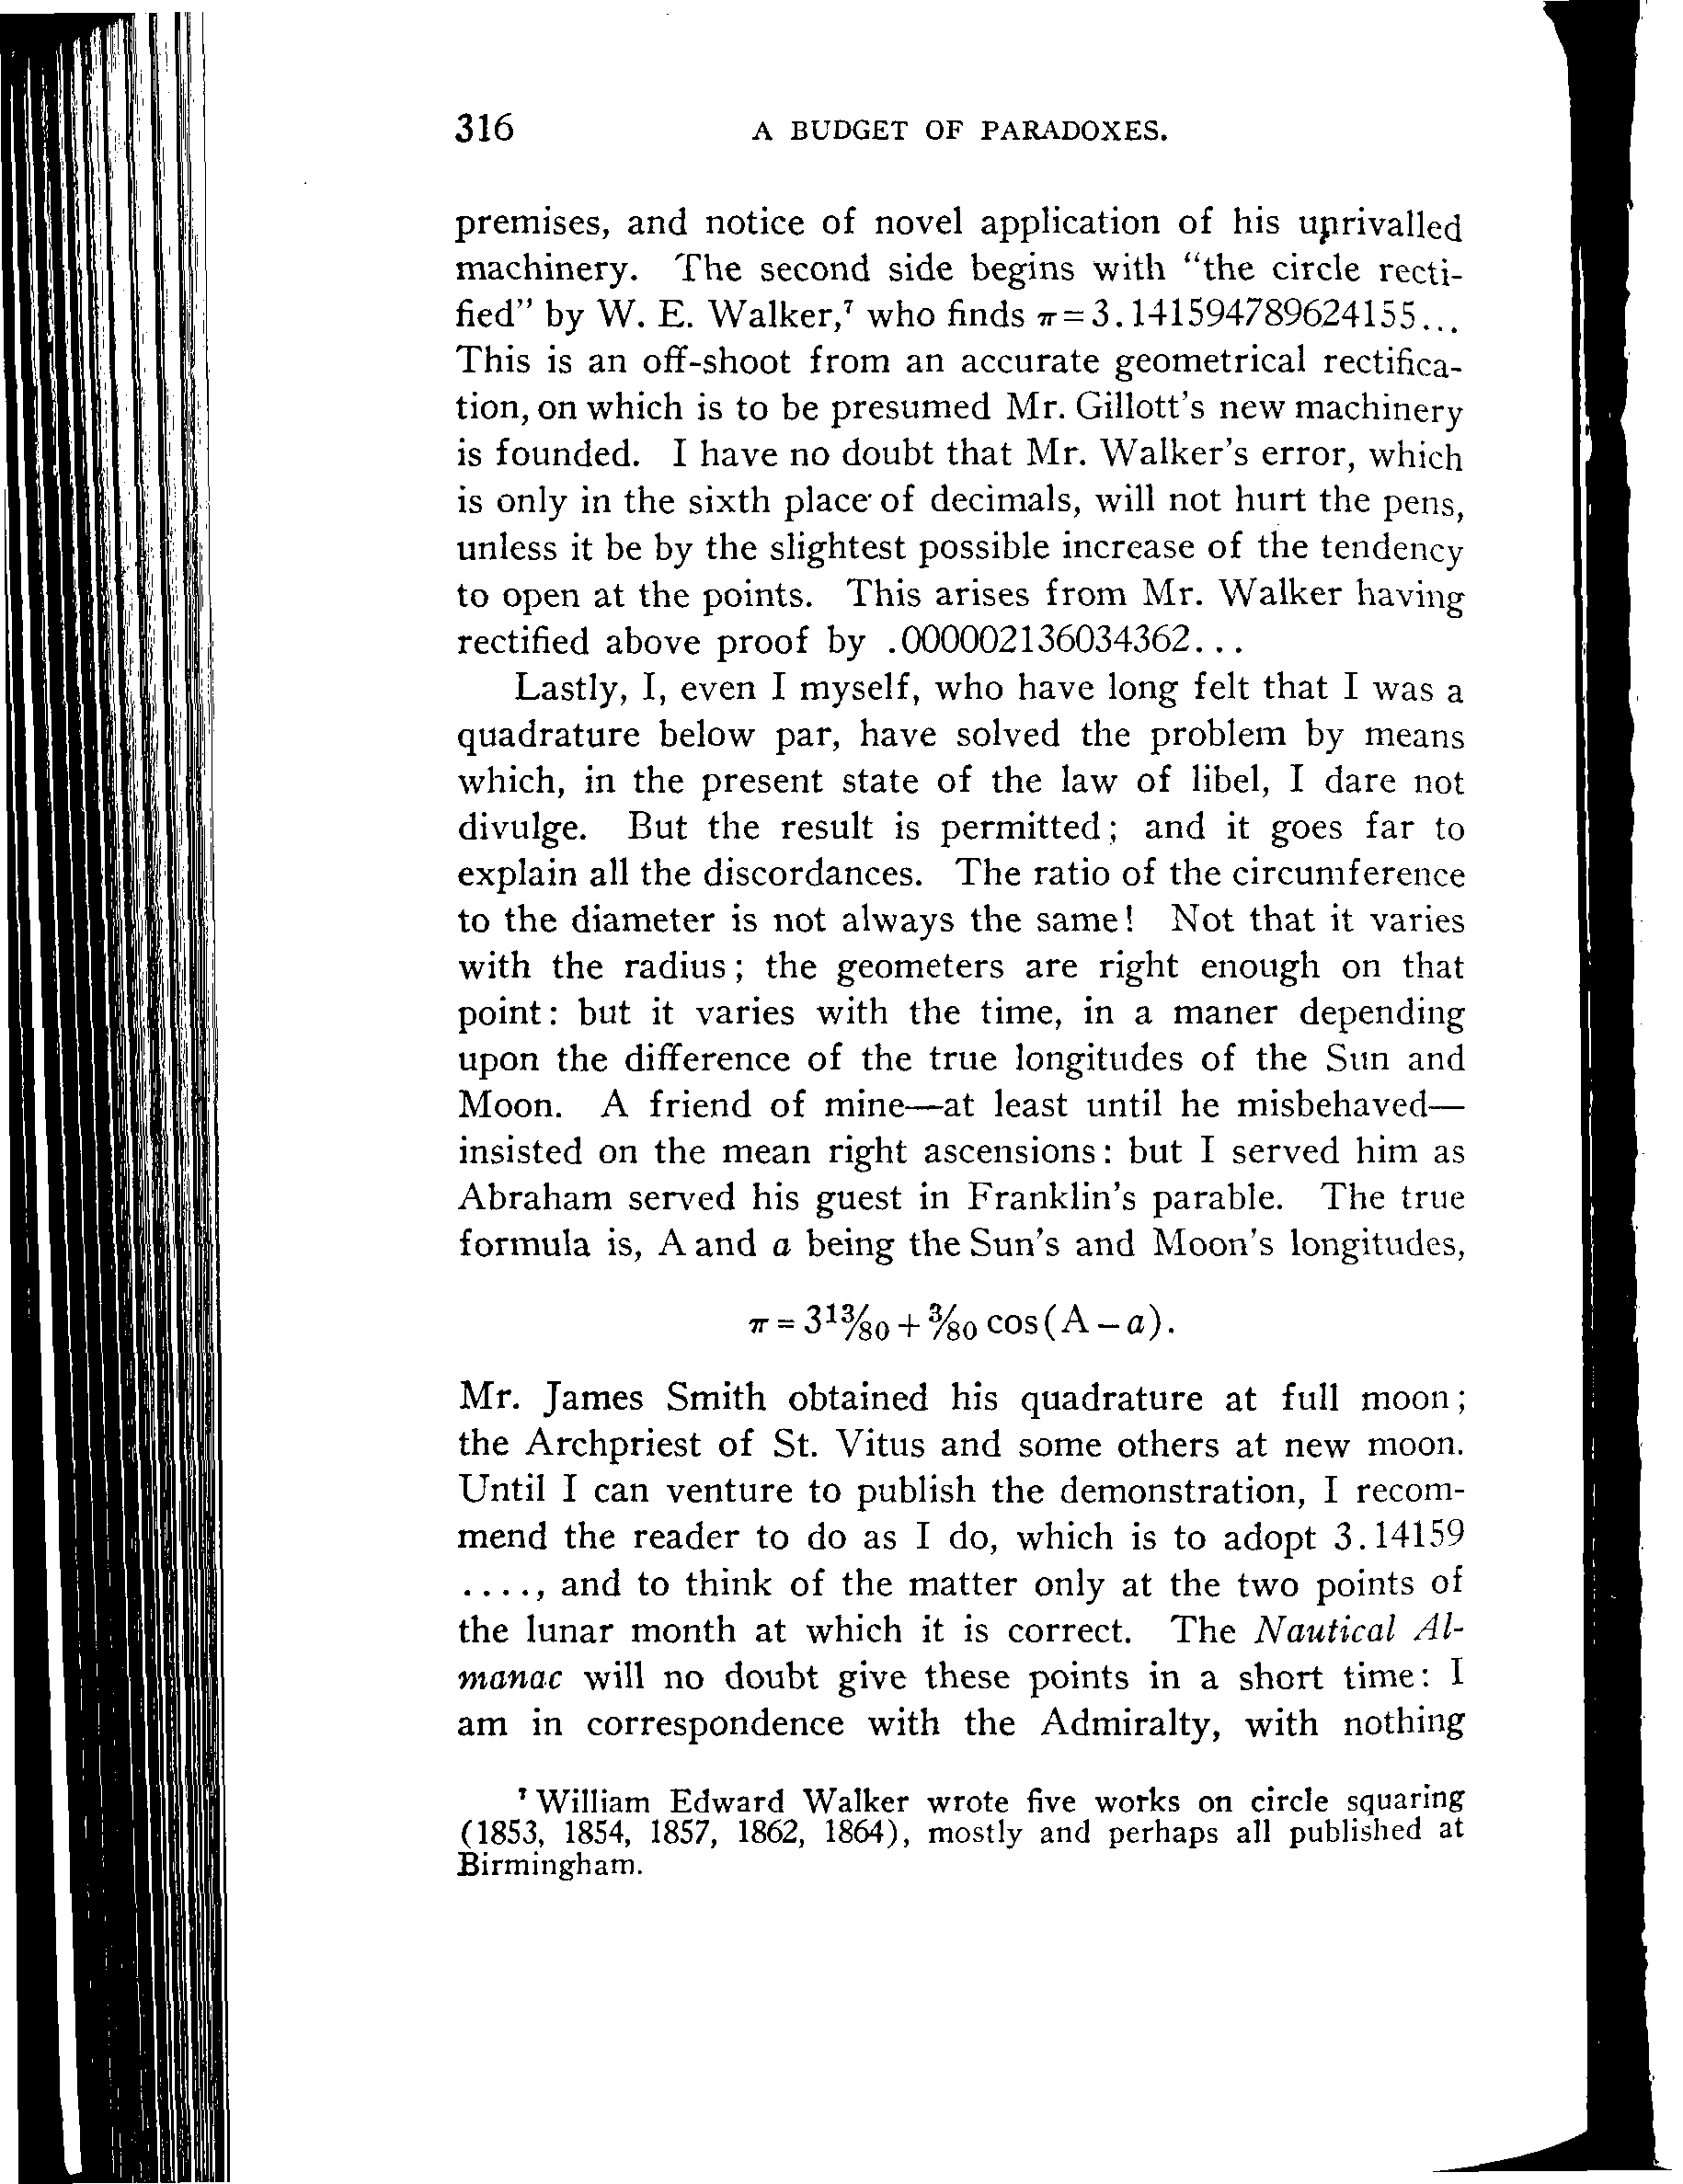 316 A BUDGET OF PARADOXES.
premises, and notice of novel application of his uprivalled
machinery. The second side begins with “the circle recti-
fied” by W. E. Walker,⁷ who finds π=3.141594789624155...
This is an off-shoot from an accurate geometrical rectifica-
tion, on which is to be presumed Mr. Gillott's new machinery
is founded. I have no doubt that Mr. Walker's error, which
is only in the sixth place of decimals, will not hurt the pens,
unless it be by the slightest possible increase of the tendency
to open at the points. This arises from Mr. Walker having
rectified above proof by .000002136034362...
Lastly, I, even I myself, who have long felt that I was a
quadrature below par, have solved the problem by means
which, in the present state of the law of libel, I dare not
divulge. But the result is permitted; and it goes far to
explain all the discordances. The ratio of the circumference
to the diameter is not always the same! Not that it varies
with the radius; the geometers are right enough on that
point: but it varies with the time, in a maner depending
upon the difference of the true longitudes of the Sun and
Moon. A friend of mine—at least until he misbehaved—
insisted on the mean right ascensions: but I served him as
Abraham served his guest in Franklin's parable. The true
formula is, A and a being the Sun's and Moon's longitudes,
π = 3 13/80 + 3/80 cos(A – a).
Mr. James Smith obtained his quadrature at full moon;
the Archpriest of St. Vitus and some others at new moon.
Until I can venture to publish the demonstration, I recom-
mend the reader to do as I do, which is to adopt 3.14159
...., and to think of the matter only at the two points of
the lunar month at which it is correct. The Nautical Al-
manac will no doubt give these points in a short time: I
am in correspondence with the Admiralty, with nothing
⁷ William Edward Walker wrote five works on circle squaring
(1853, 1854, 1857, 1862, 1864), mostly and perhaps all published at
Birmingham.